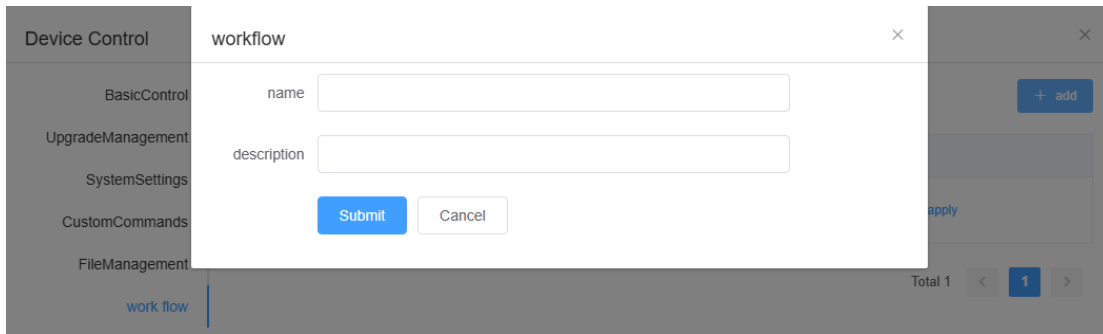 Device Control
workflow
BasicControl
name
+ add
UpgradeManagement
description
SystemSettings
CustomCommands
Submit
Cancel
apply
FileManagement
Total 1 < 1 >
work flow